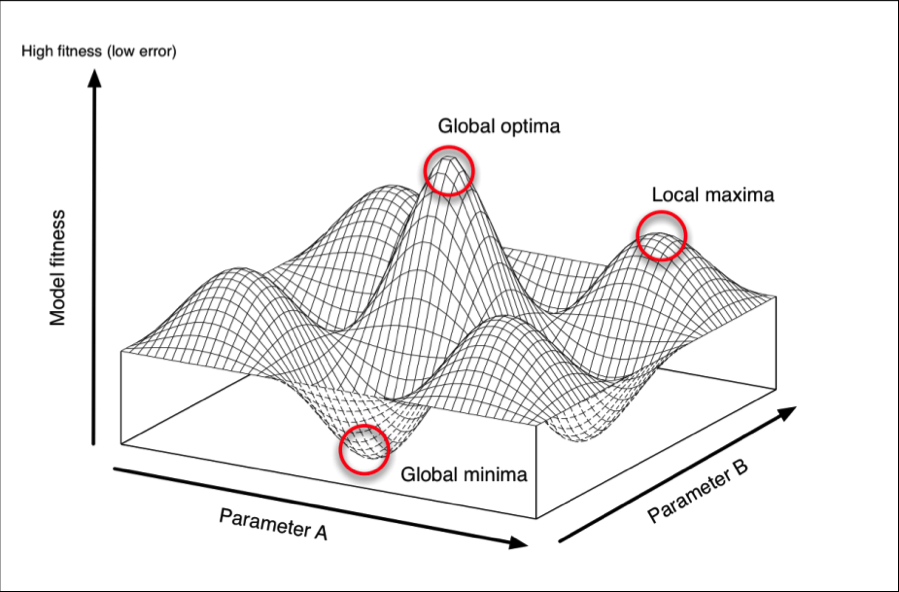 High fitness (low error)
Global optima
Local maxima
Model fitness
Global minima
Parameter A
Parameter B